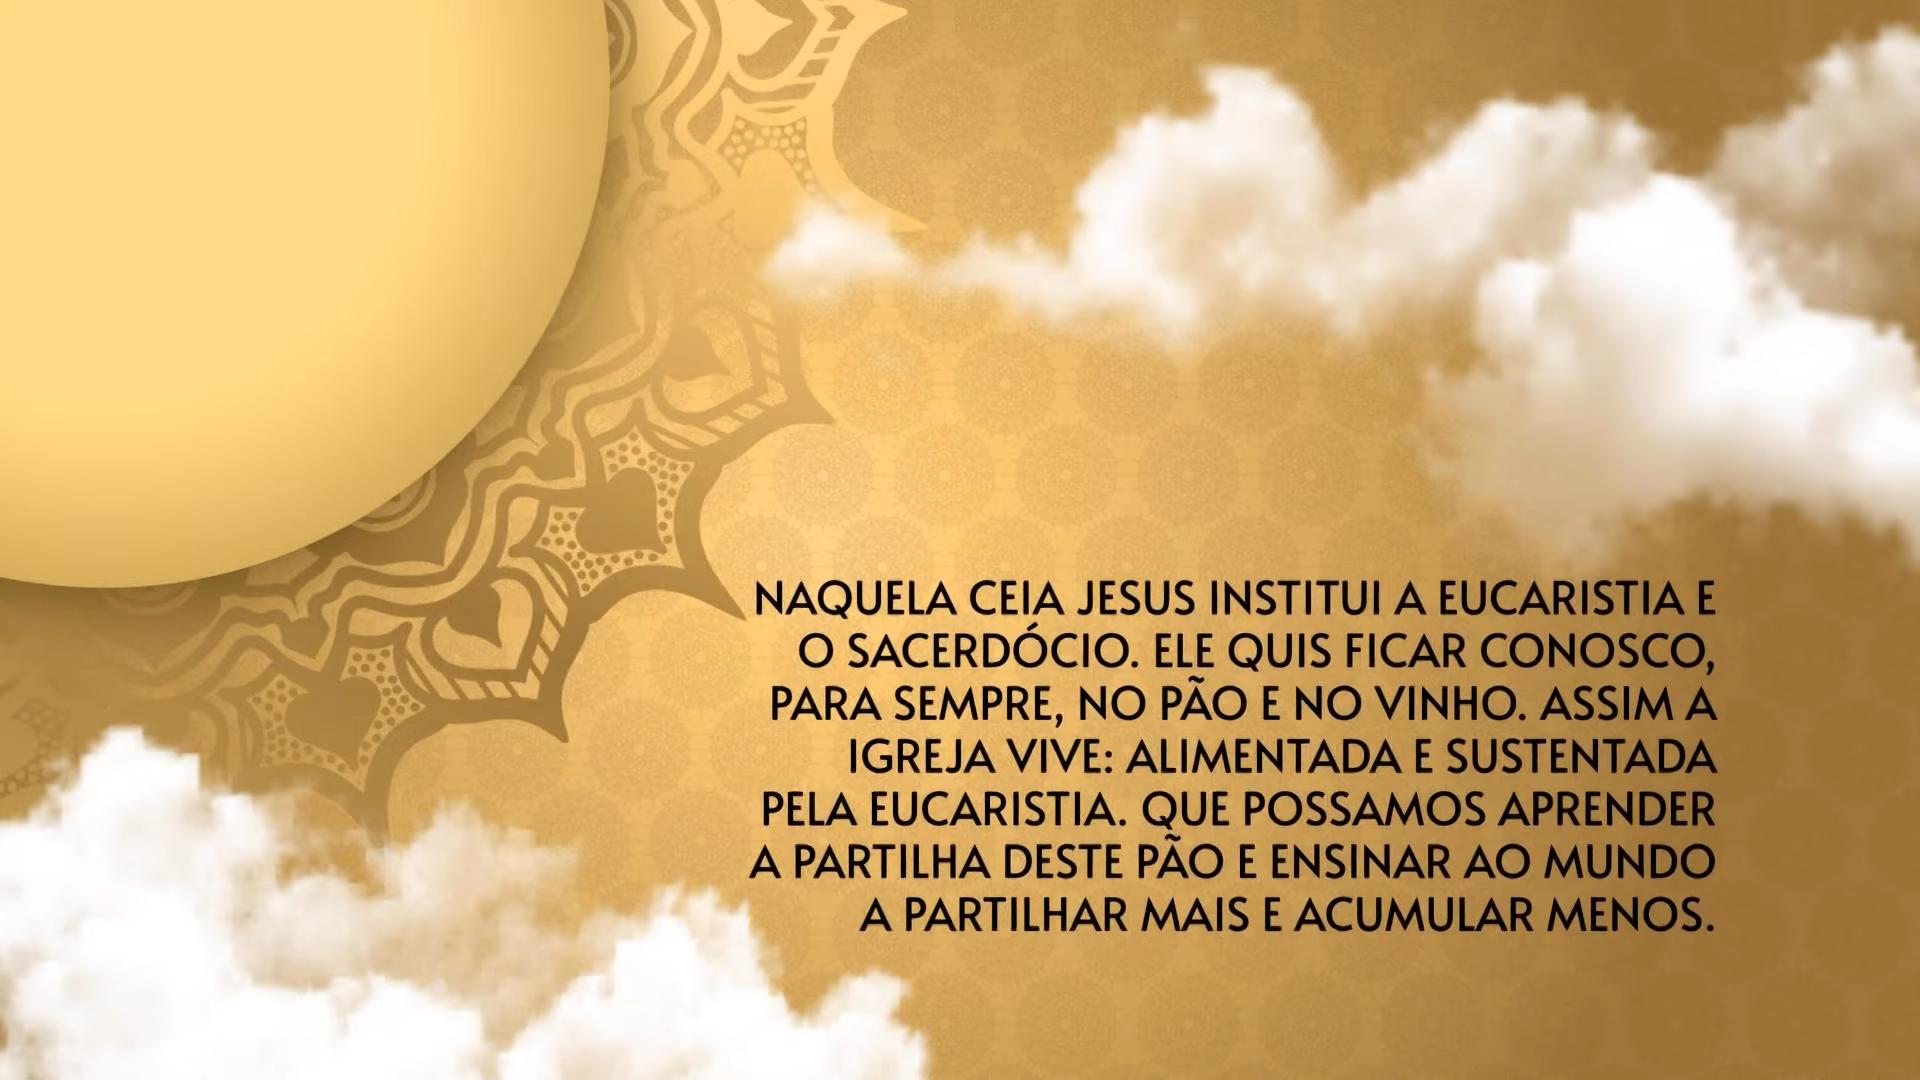 NAQUELA CEIA JESUS INSTITUI A EUCARISTIA E
O SACERDÓCIO. ELE QUIS FICAR CONOSCO,
PARA SEMPRE, NO PÃO E NO VINHO. ASSIM A
IGREJA VIVE: ALIMENTADA E SUSTENTADA
PELA EUCARISTIA. QUE POSSAMOS APRENDER
A PARTILHA DESTE PÃO E ENSINAR AO MUNDO
A PARTILHAR MAIS E ACUMULAR MENOS.